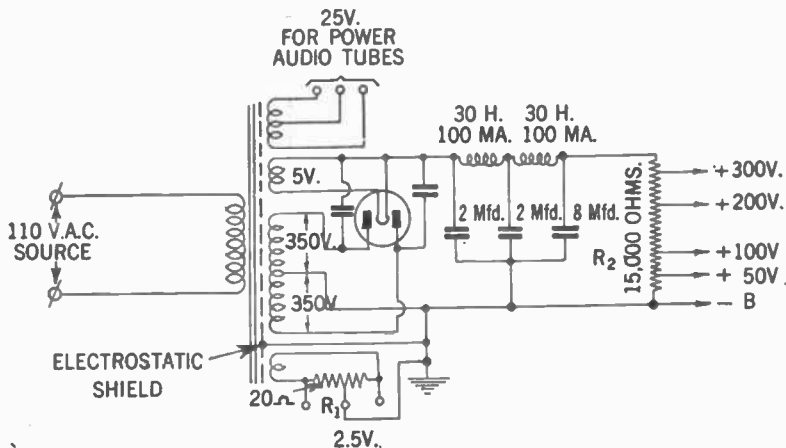 25V.
FOR POWER
AUDIO TUBES
30 H. 30 H.
100 MA. 100 MA.
5V.
110 V.A.C.
SOURCE
350V
350V
2 Mfd. 2 Mfd. 8 Mfd.
R2
15,000 OHMS.
+300V.
+200V.
+100V
+ 50V.
- B
ELECTROSTATIC
SHIELD
20Ω R1
2.5V.